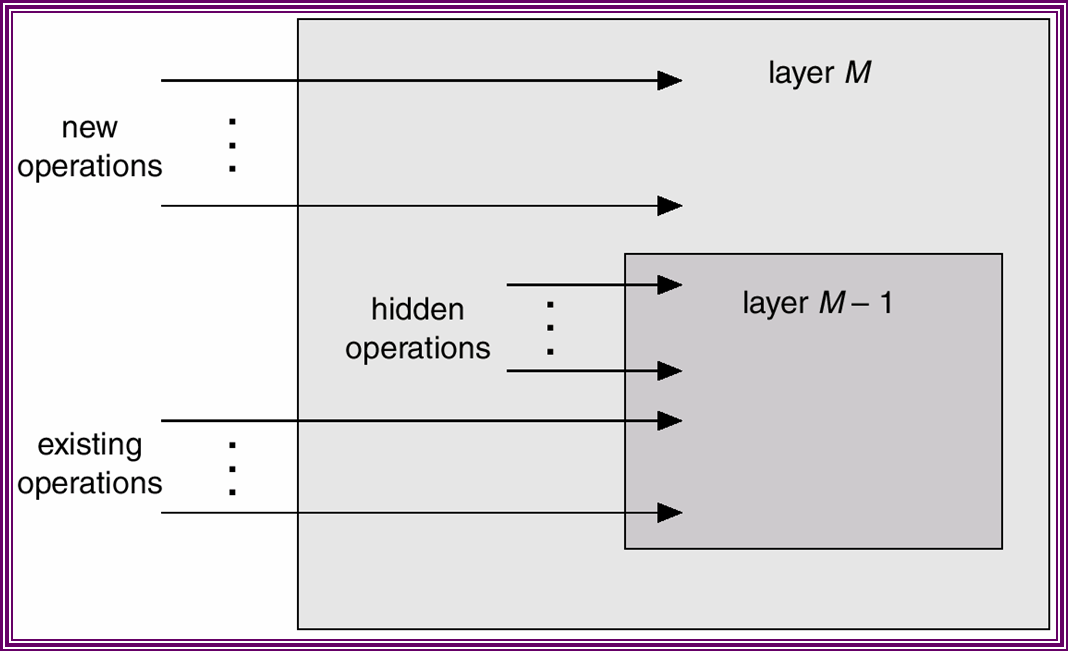 layer M
new
operations
layer M – 1
hidden
operations
existing
operations